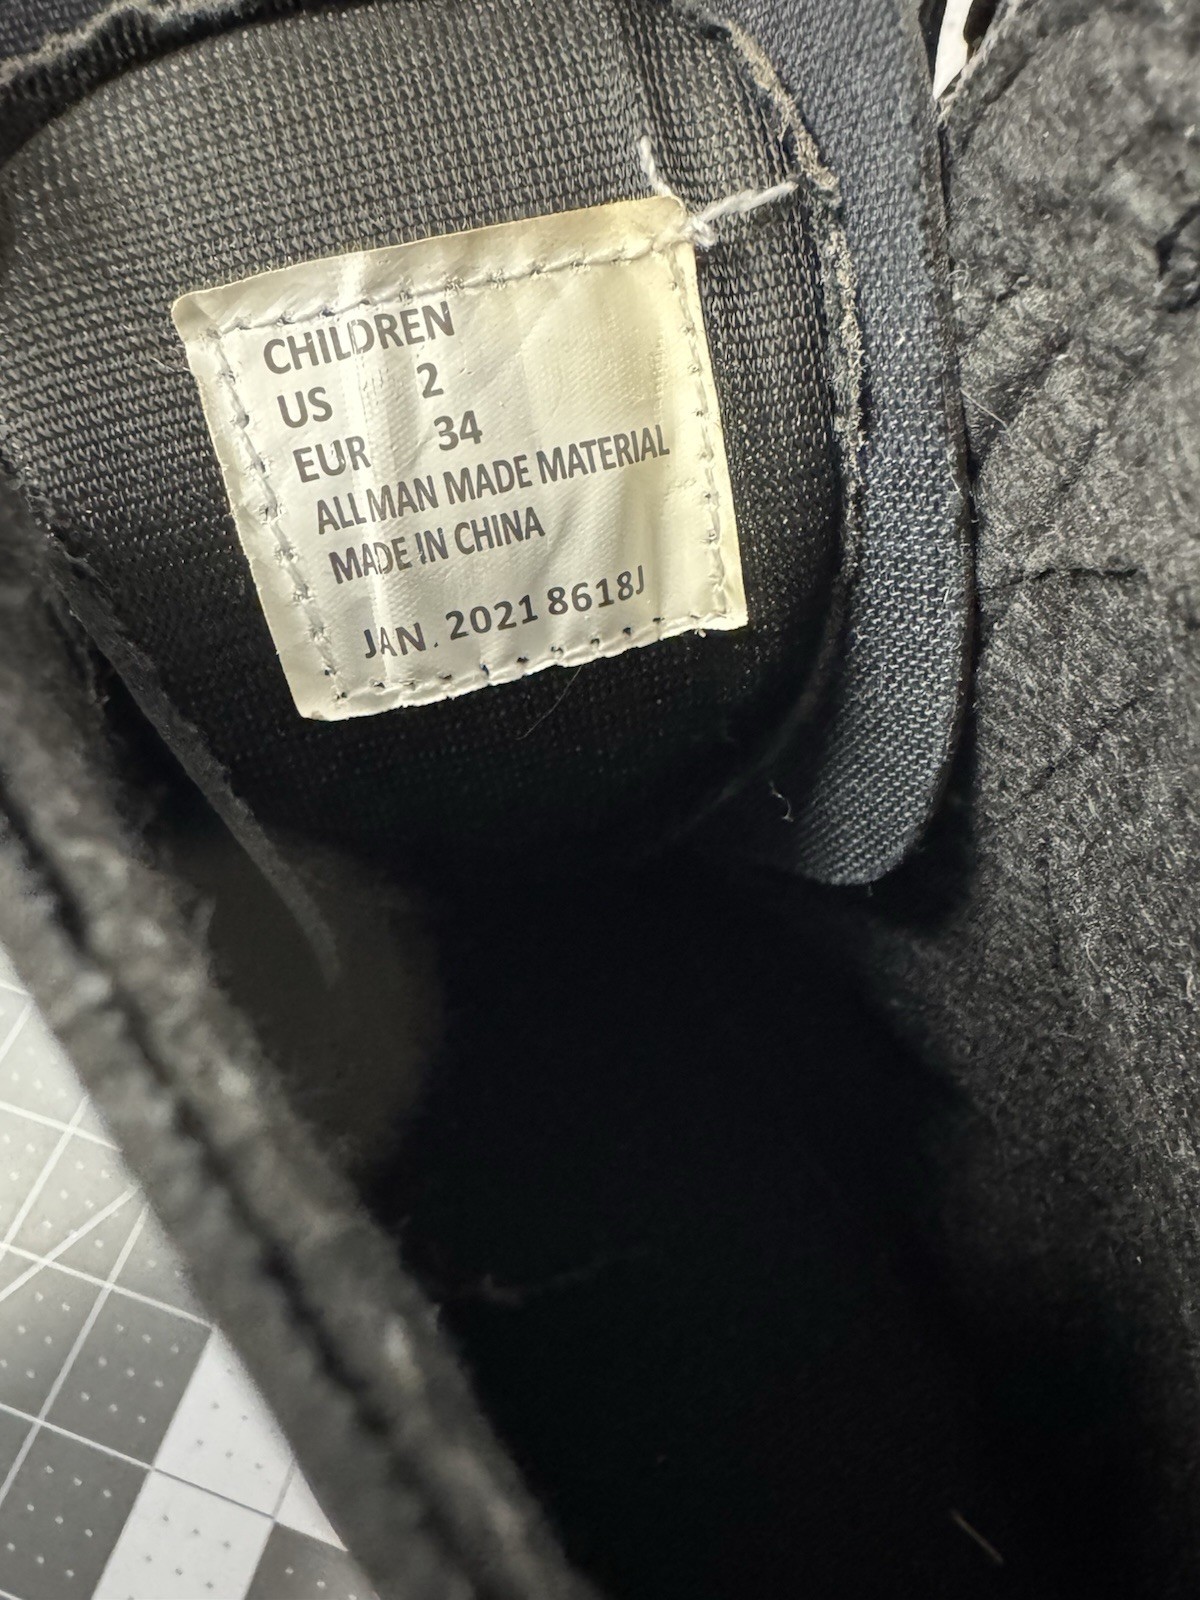 CHILDREN
US 2
EUR 34
ALL MAN MADE MATERIAL
MADE IN CHINA
JAN. 2021 8618J